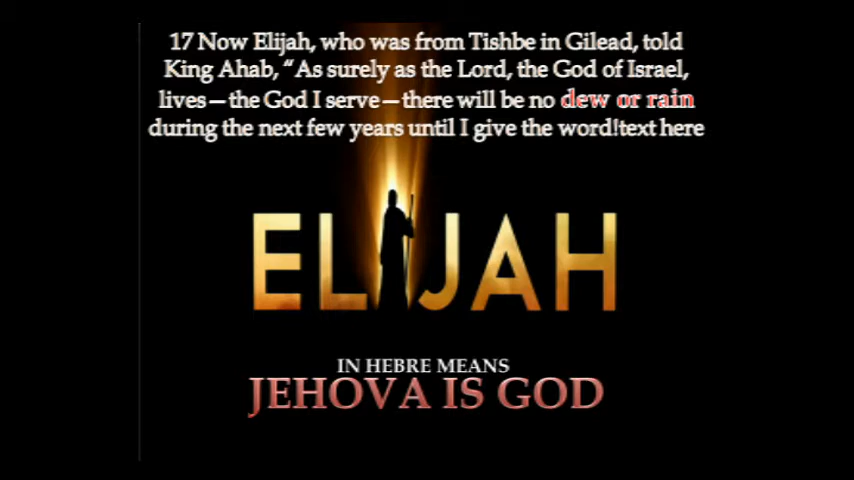 17 Now Elijah, who was from Tishbe in Gilead, told
King Ahab, “As surely as the Lord, the God of Israel,
lives—the God I serve—there will be no dew or rain
during the next few years until I give the word!text here
ELIJAH
IN HEBRE MEANS
JEHOVA IS GOD